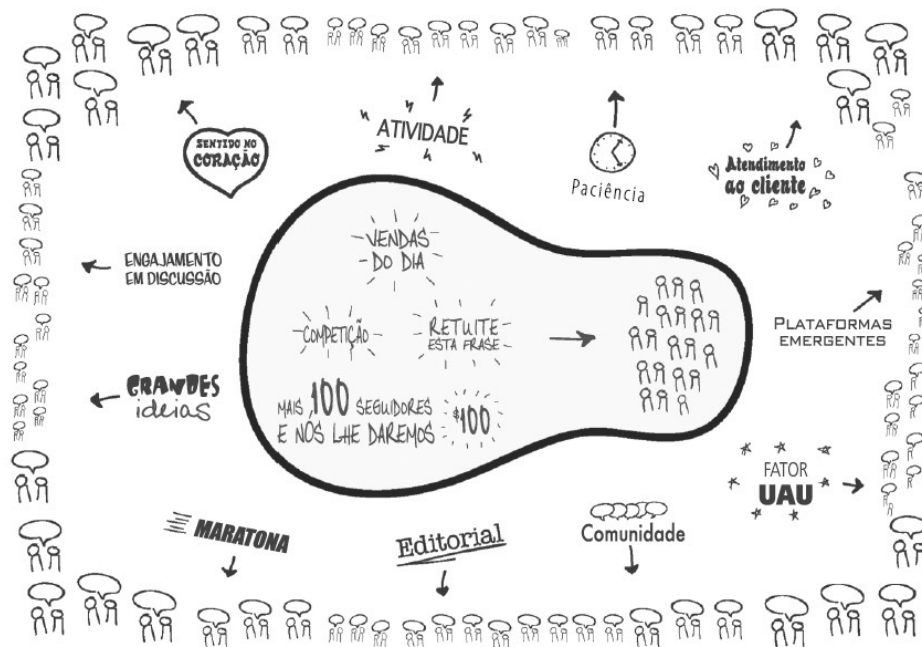 SENTIDO NO
CORAÇÃO
ATIVIDADE
Paciência
Atendimento
ao cliente
ENGAJAMENTO
EM DISCUSSÃO
VENDAS
DO DIA
COMPETIÇÃO
RETUITE
ESTA FRASE
PLATAFORMAS
EMERGENTES
GRANDES
ideias
MAIS 100 SEGUIDORES
E NÓS LHE DAREMOS
$100
FATOR
UAU
MARATONA
Editorial
Comunidade